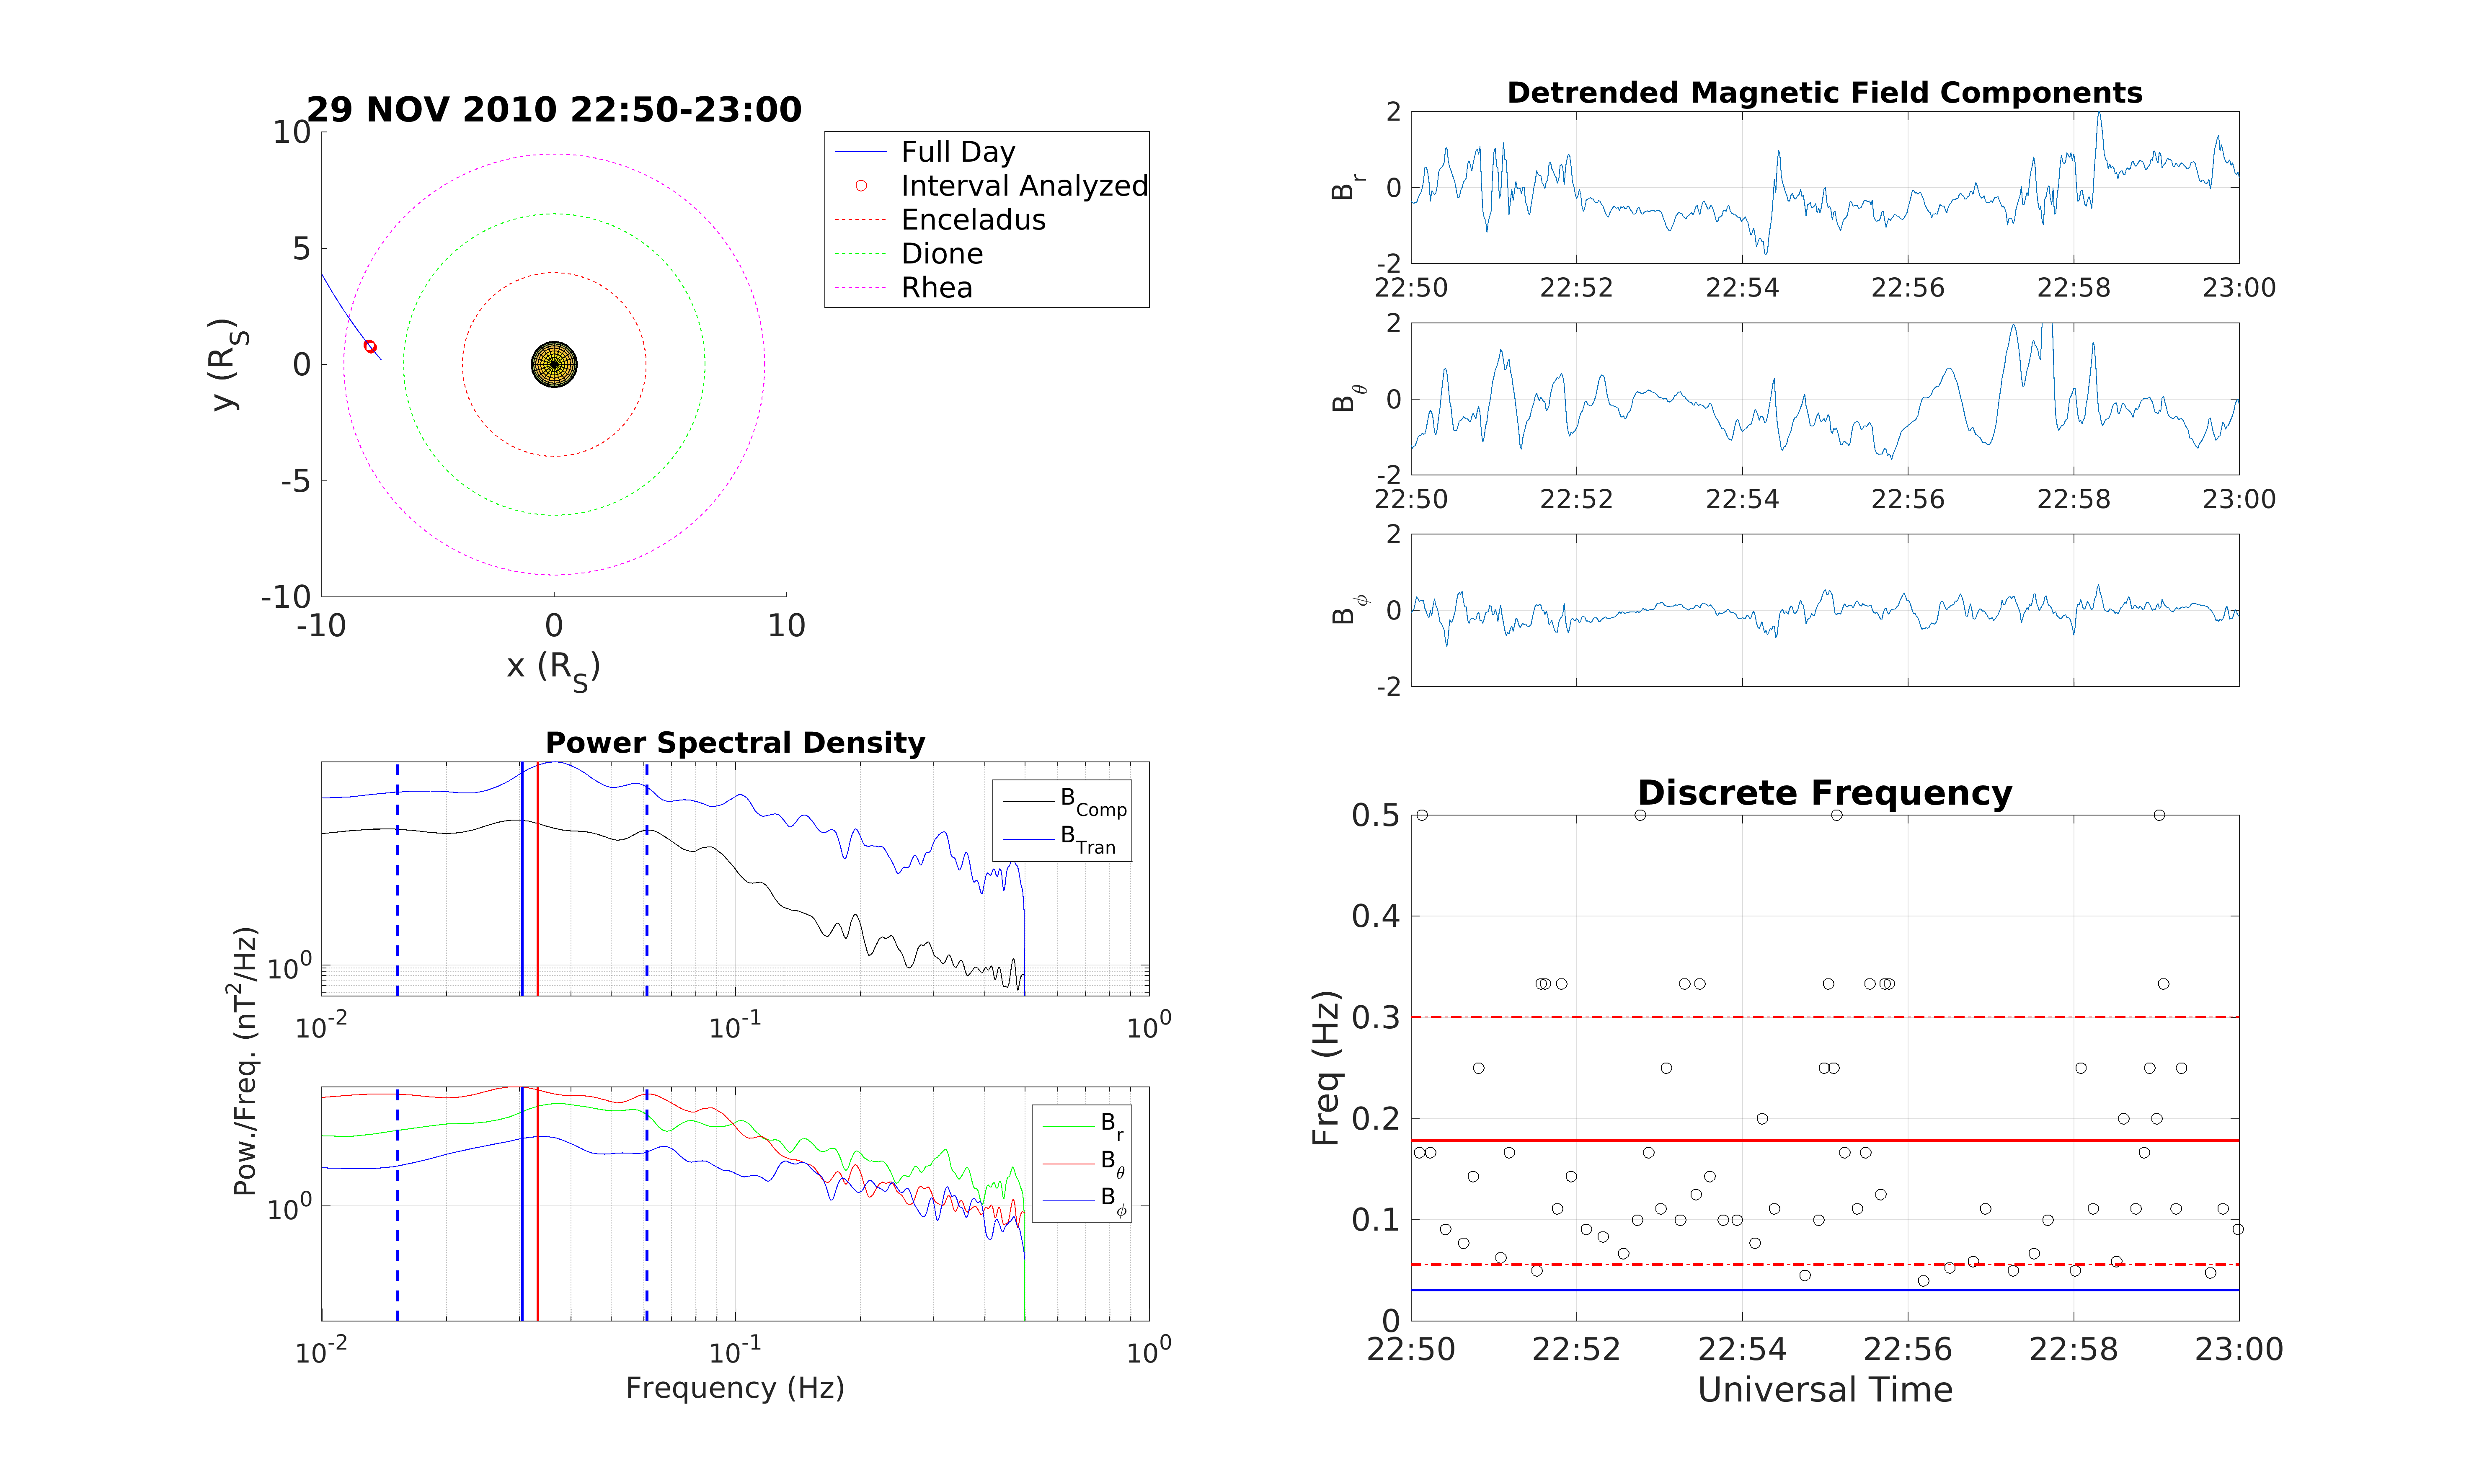 29 NOV 2010 22:50-23:00
10
5
0
-5
-10
-10
0
10
y (R_S)
x (R_S)
Full Day
Interval Analyzed
Enceladus
Dione
Rhea
Detrended Magnetic Field Components
B_r
2
0
-2
22:50 22:52 22:54 22:56 22:58 23:00
B_θ
2
0
-2
22:50 22:52 22:54 22:56 22:58 23:00
B_ϕ
2
0
-2
Power Spectral Density
B_Comp
B_Tran
10^0
10^-2 10^-1 10^0
Pow./Freq. (nT^2/Hz)
B_r
B_θ
B_ϕ
10^0
10^-2 10^-1 10^0
Frequency (Hz)
Discrete Frequency
Freq (Hz)
0.5
0.4
0.3
0.2
0.1
0
22:50 22:52 22:54 22:56 22:58 23:00
Universal Time